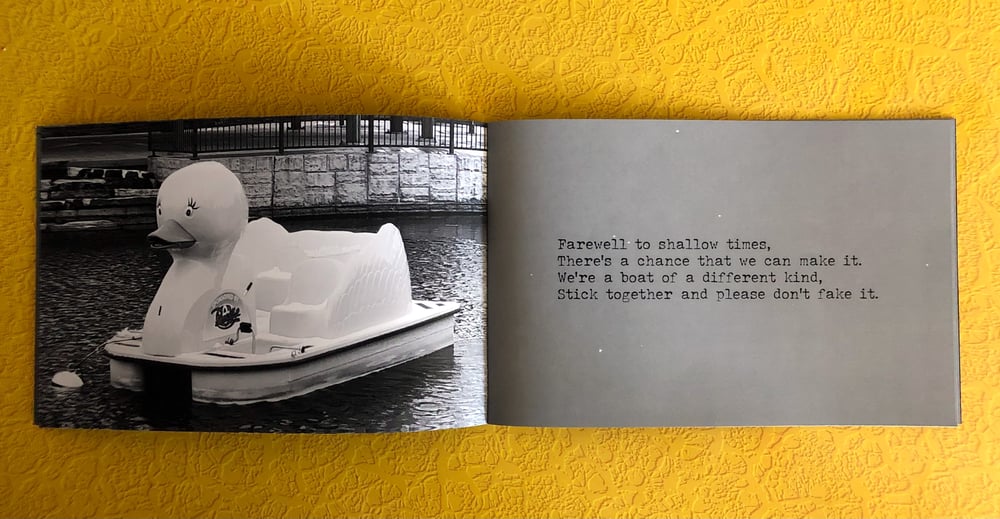 Farewell to shallow times,
There's a chance that we can make it.
We're a boat of a different kind,
Stick together and please don't fake it.